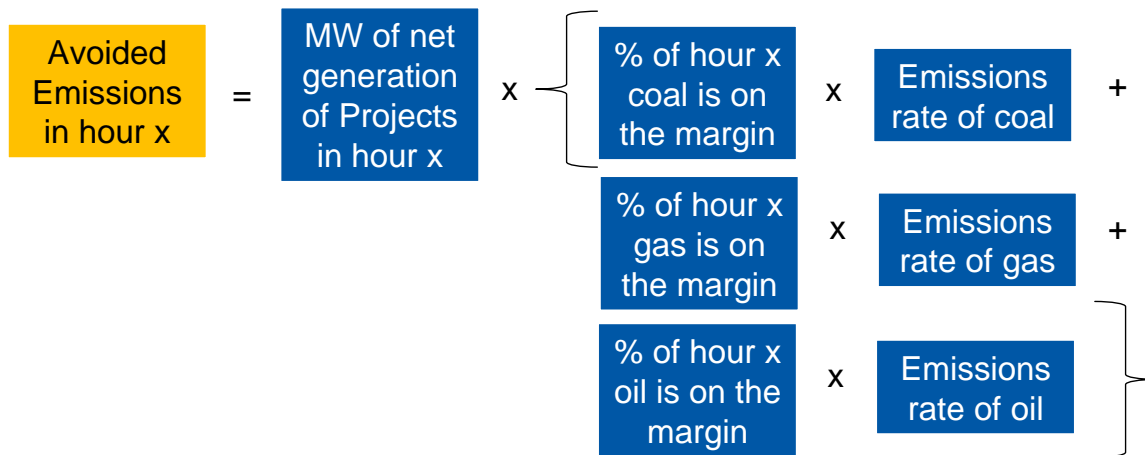 Avoided
Emissions
in hour x
=
MW of net
generation
of Projects
in hour x
x
% of hour x
coal is on
the margin
x
Emissions
rate of coal
+
% of hour x
gas is on
the margin
x
Emissions
rate of gas
+
% of hour x
oil is on the
margin
x
Emissions
rate of oil